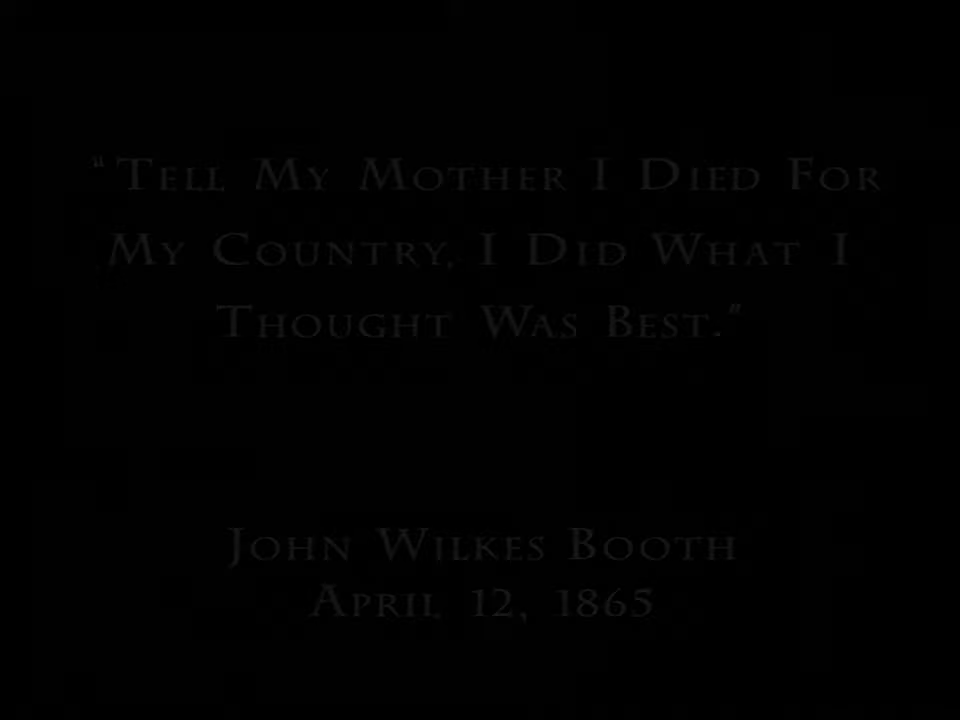 "Tell My Mother I Died For
My Country, I Did What I
Thought Was Best."
John Wilkes Booth
April 12, 1865